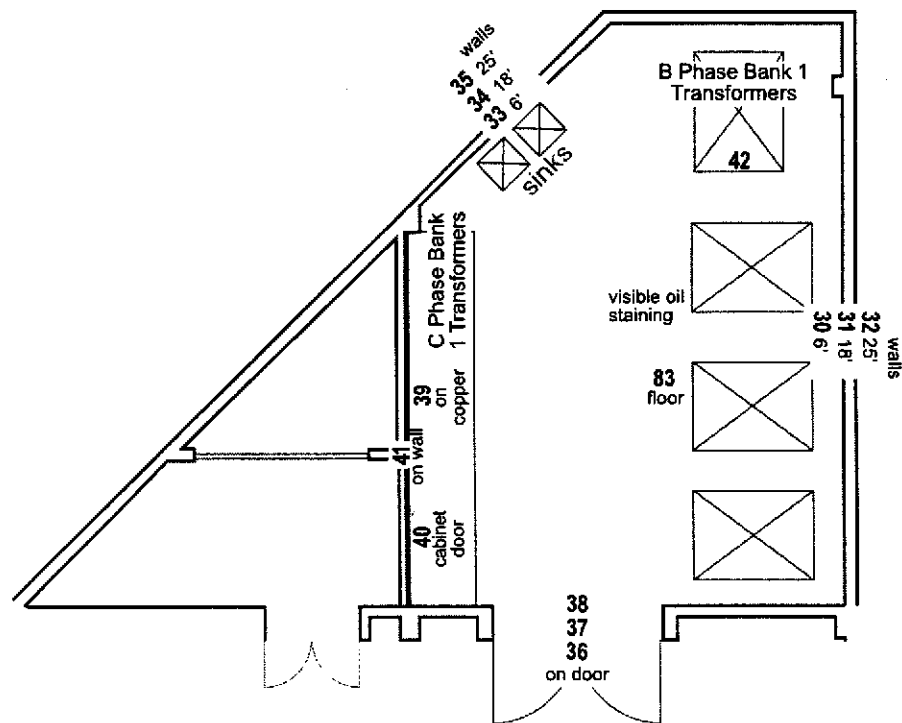 walls
35 25'
34 18'
33 6'
sinks
B Phase Bank 1
Transformers
42
C Phase Bank
1 Transformers
visible oil
staining
30 6'
31 18'
32 25'
walls
39
on
copper
83
floor
41
on wall
40
cabinet
door
38
37
36
on door